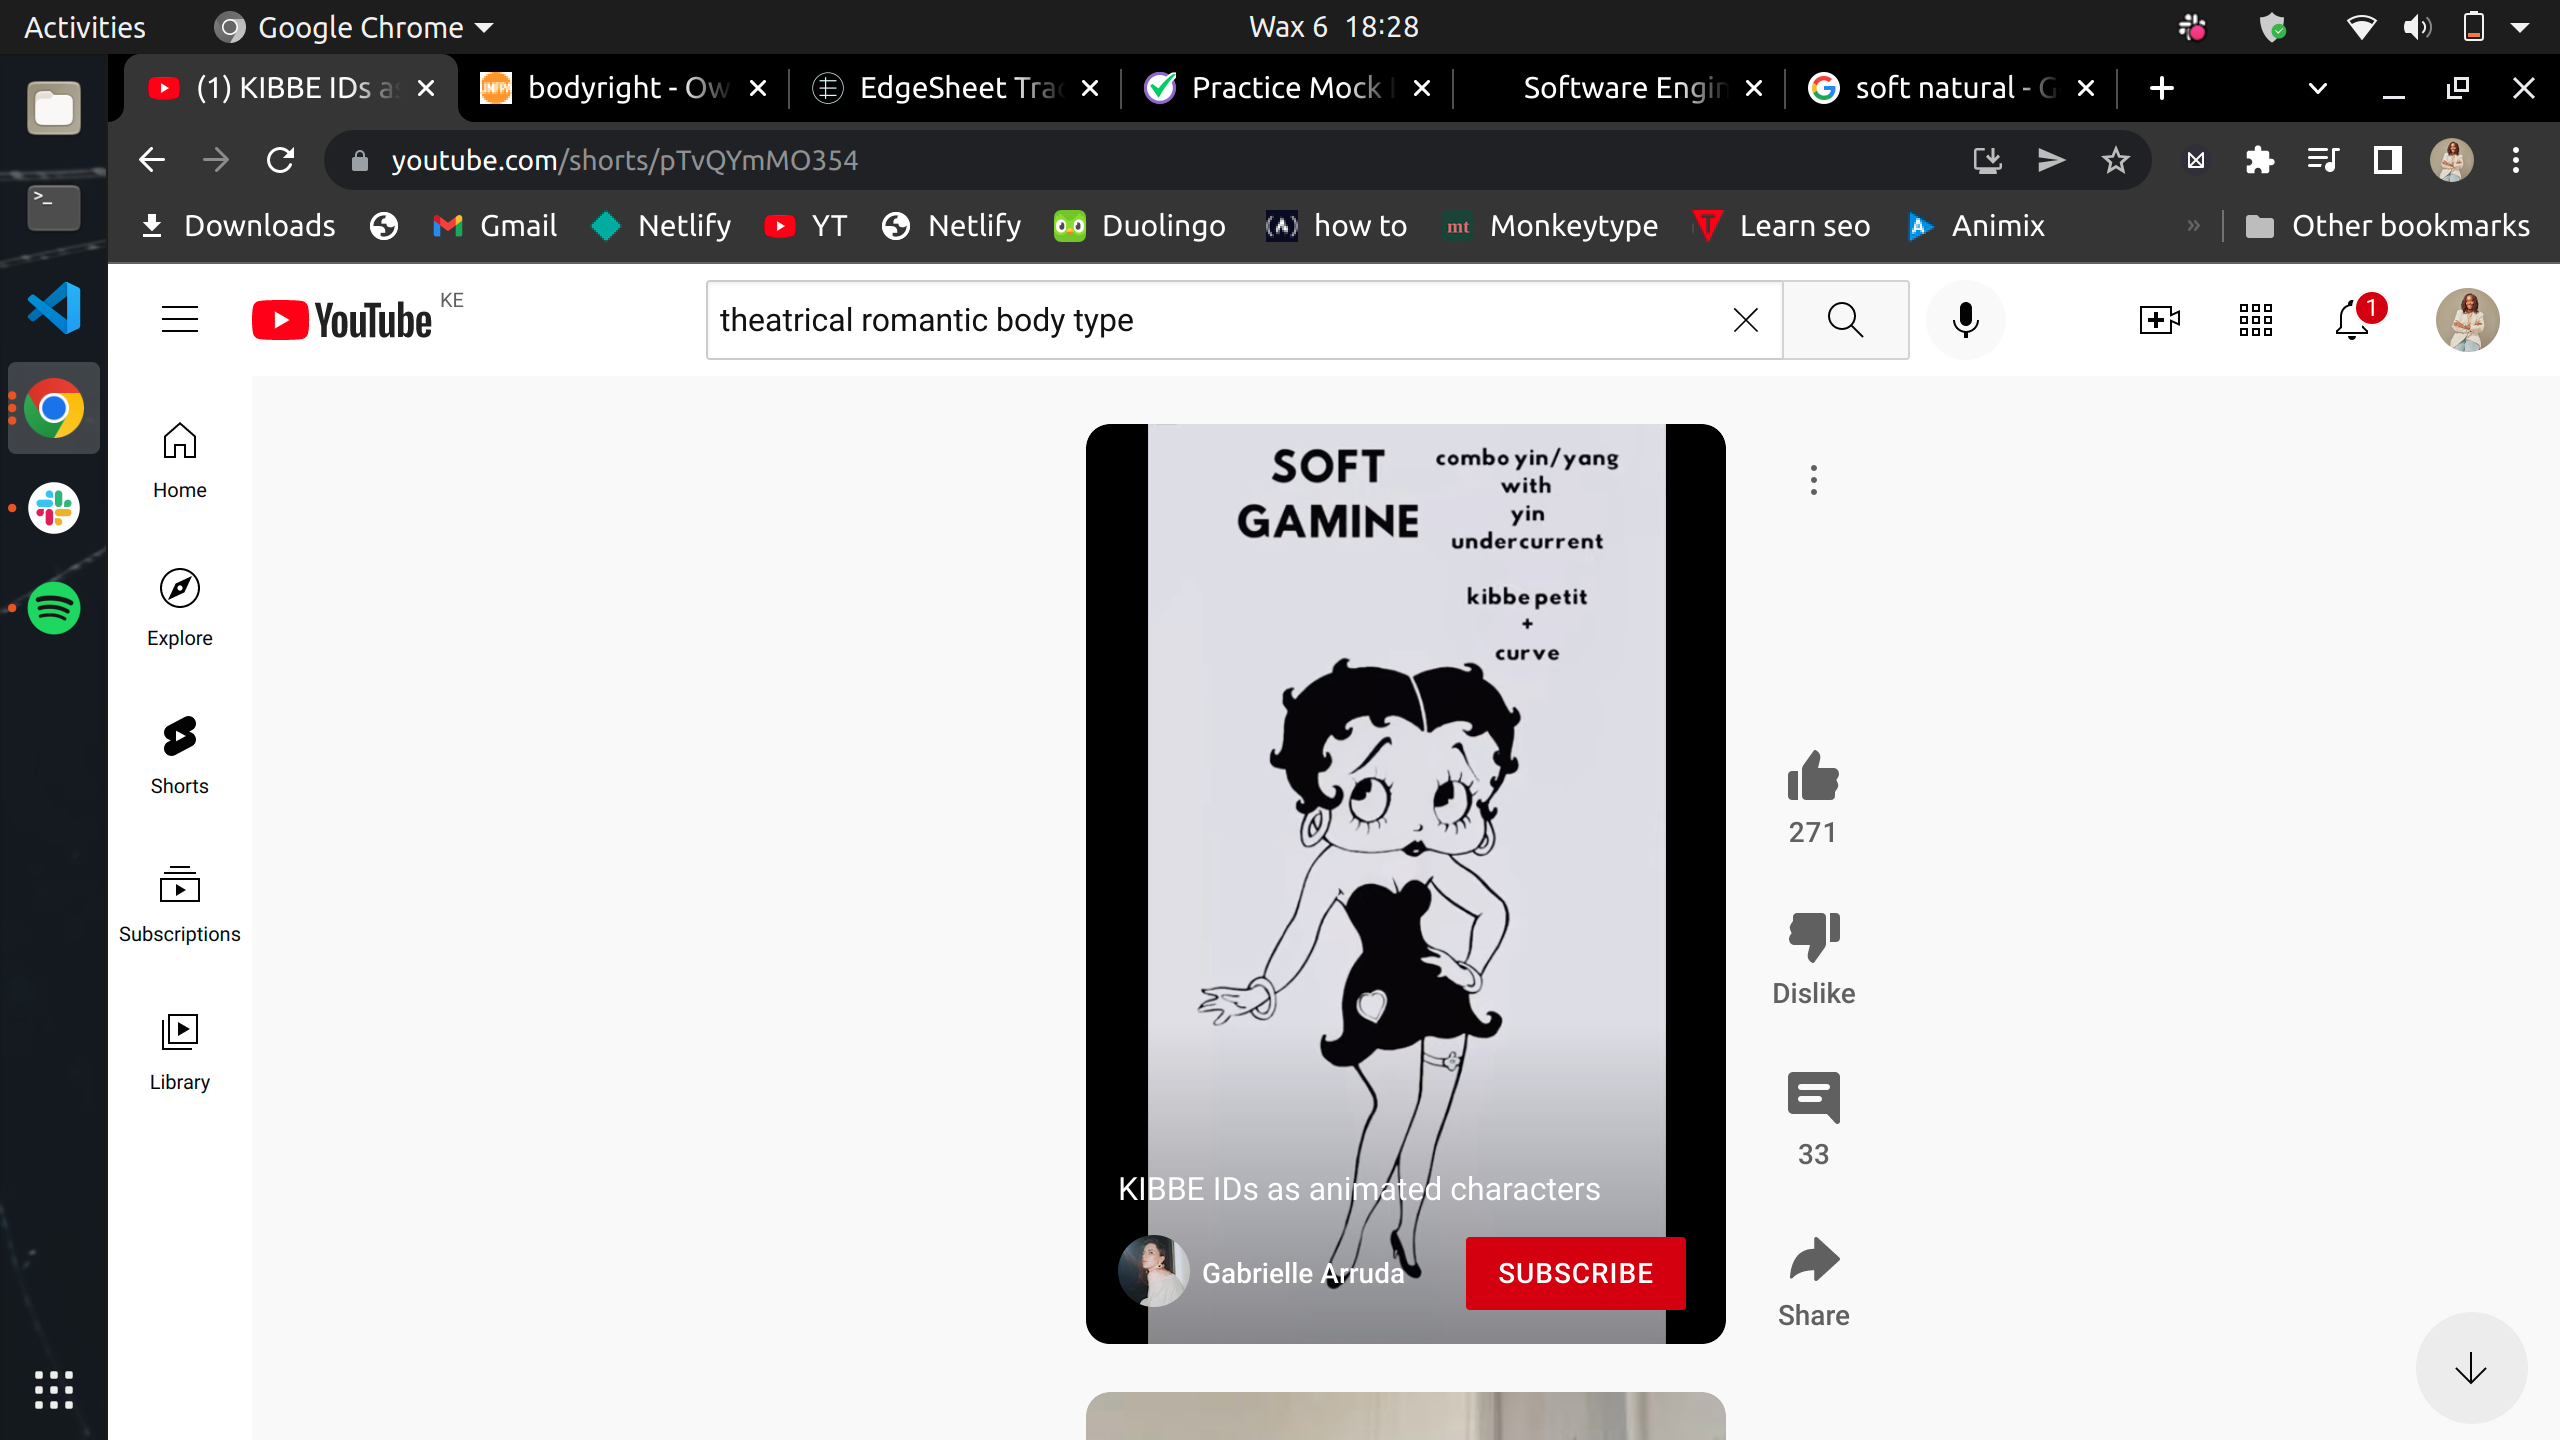 Activities
Google Chrome
Wax 6 18:28
(1) KIBBE IDs as
bodyright - Ow
EdgeSheet Tra
Practice Mock
Software Engin
soft natural - G
youtube.com/shorts/pTvQYmMO354
Downloads
Gmail
Netlify
YT
Netlify
Duolingo
how to
mt
Monkeytype
Learn seo
Animix
»
Other bookmarks
YouTube KE
theatrical romantic body type
1
Home
Explore
Shorts
Subscriptions
Library
SOFT
GAMINE
combo yin/yang
with
yin
undercurrent
kibbe petit
+
curve
KIBBE IDs as animated characters
Gabrielle Arruda
SUBSCRIBE
271
Dislike
33
Share